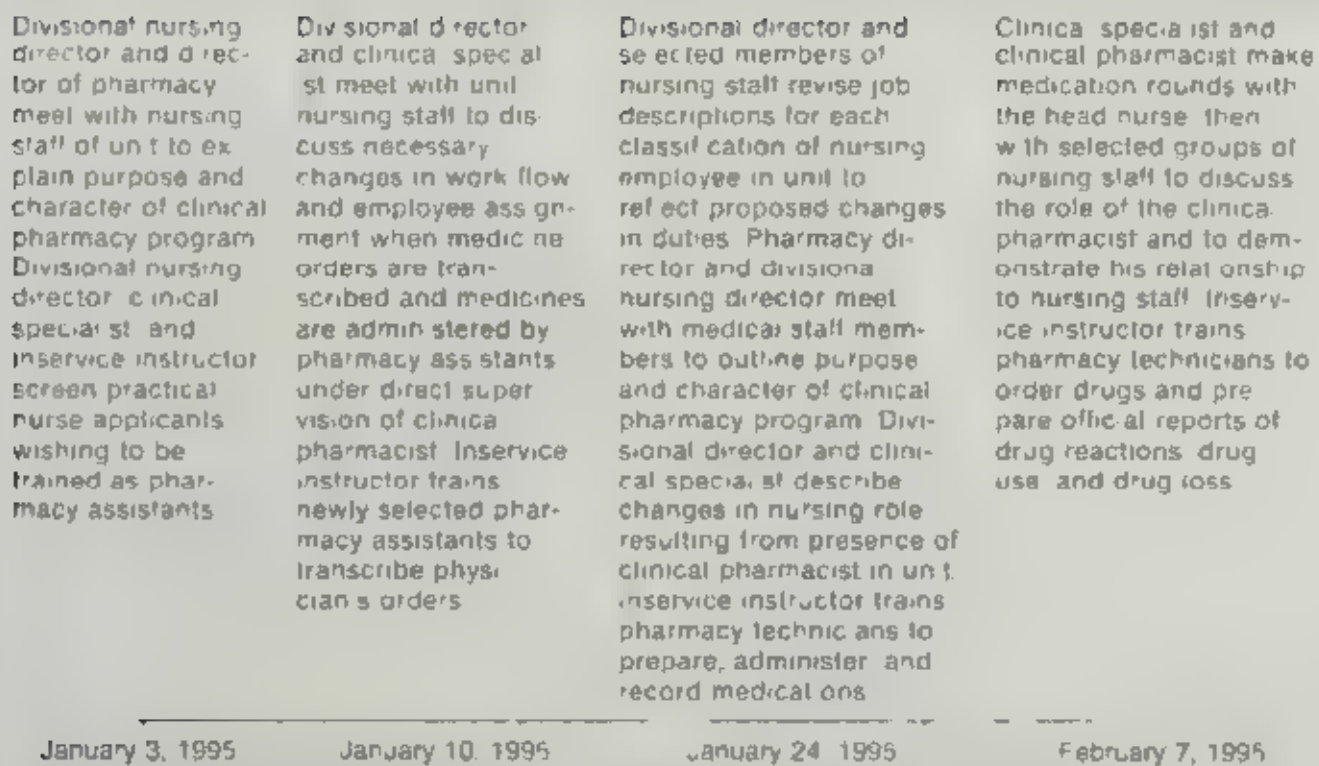 Divisional nursing
director and direc-
tor of pharmacy
meet with nursing
staff of unit to ex
plain purpose and
character of clinical
pharmacy program
Divisional nursing
director clinical
specialist and
inservice instructor
screen practical
nurse applicants
wishing to be
trained as phar-
macy assistants
Divisional director
and clinical special
ist meet with unit
nursing staff to dis-
cuss necessary
changes in work flow
and employee assign-
ment when medicine
orders are tran-
scribed and medicines
are administered by
pharmacy assistants
under direct super
vision of clinical
pharmacist Inservice
instructor trains
newly selected phar-
macy assistants to
transcribe physi
cian s orders
Divisional director and
selected members of
nursing staff revise job
descriptions for each
classification of nursing
employee in unit to
reflect proposed changes
in duties Pharmacy di-
rector and divisional
nursing director meet
with medical staff mem-
bers to outline purpose
and character of clinical
pharmacy program Divi-
sional director and clini-
cal specialist describe
changes in nursing role
resulting from presence of
clinical pharmacist in unit.
Inservice instructor trains
pharmacy technicians to
prepare, administer and
record medications
Clinical specialist and
clinical pharmacist make
medication rounds with
the head nurse then
with selected groups of
nursing staff to discuss
the role of the clinical
pharmacist and to dem-
onstrate his relationship
to nursing staff Inserv-
ice instructor trains
pharmacy technicians to
order drugs and pre
pare official reports of
drug reactions drug
use and drug loss
January 3, 1995
January 10, 1995
January 24 1995
February 7, 1995